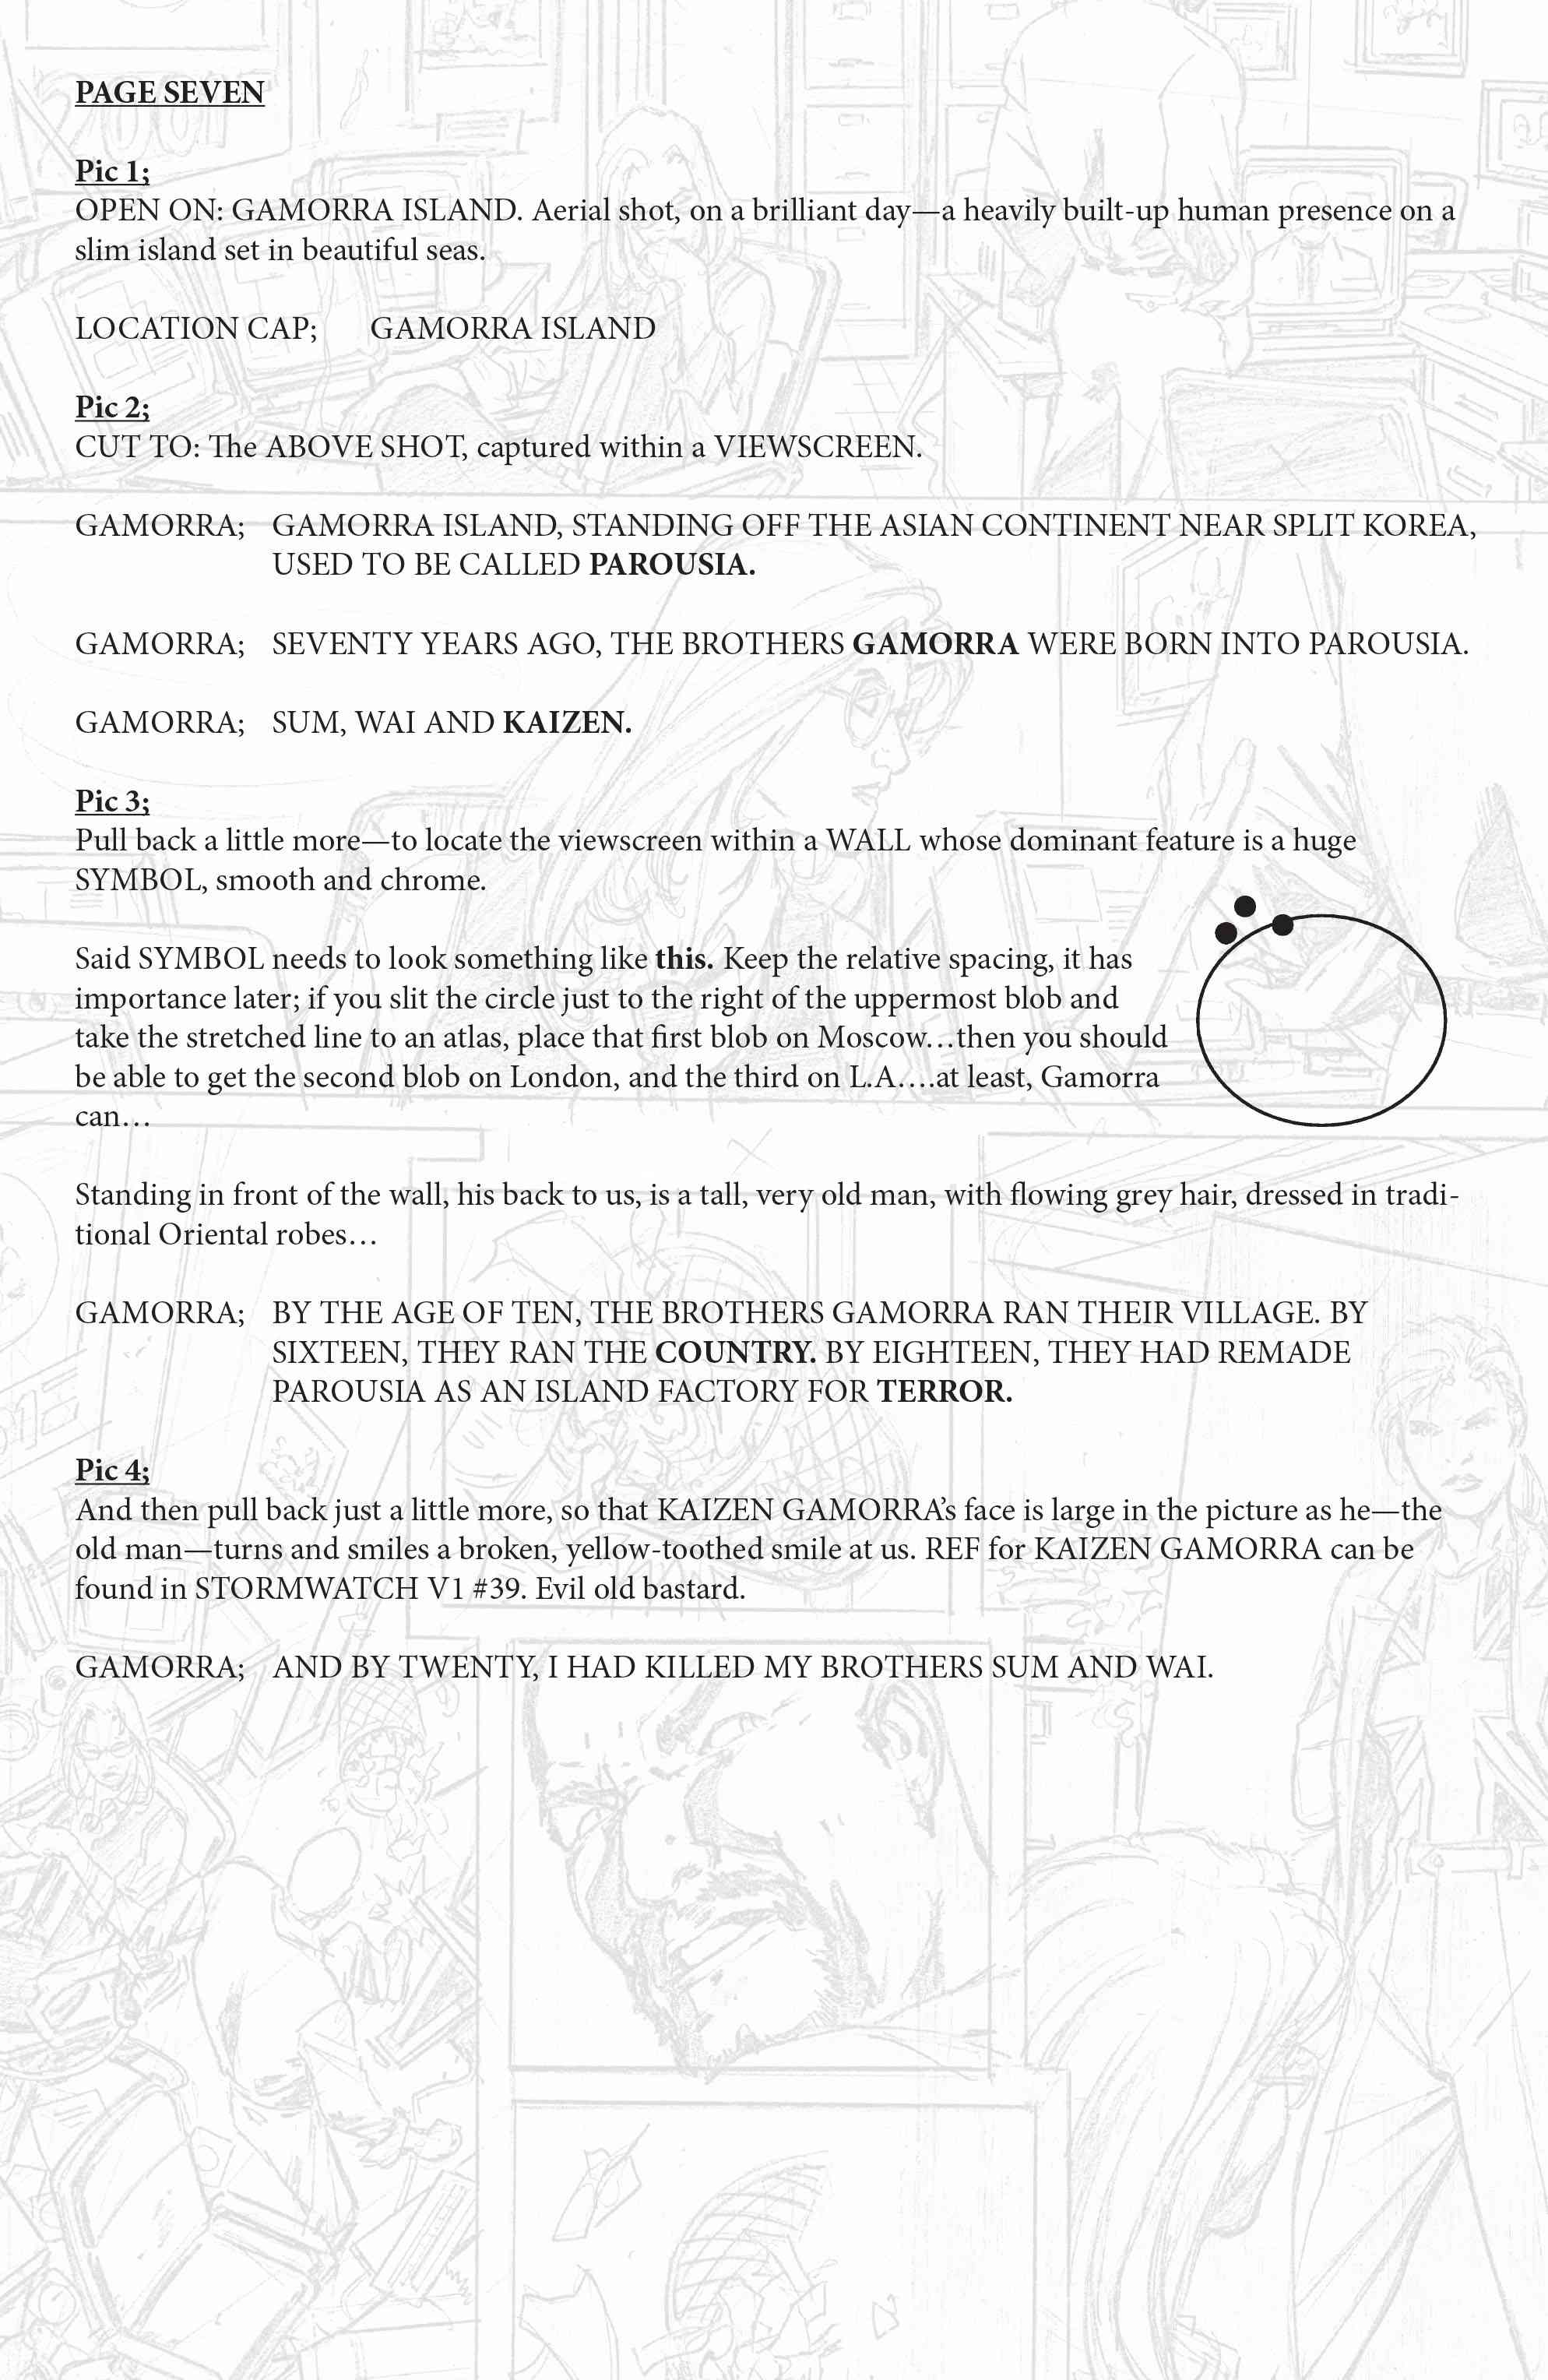 PAGE SEVEN
Pic 1;
OPEN ON: GAMORRA ISLAND. Aerial shot, on a brilliant day—a heavily built-up human presence on a
slim island set in beautiful seas.
LOCATION CAP; GAMORRA ISLAND
Pic 2;
CUT TO: The ABOVE SHOT, captured within a VIEWSCREEN.
GAMORRA; GAMORRA ISLAND, STANDING OFF THE ASIAN CONTINENT NEAR SPLIT KOREA,
USED TO BE CALLED PAROUSIA.
GAMORRA; SEVENTY YEARS AGO, THE BROTHERS GAMORRA WERE BORN INTO PAROUSIA.
GAMORRA; SUM, WAI AND KAIZEN.
Pic 3;
Pull back a little more—to locate the viewscreen within a WALL whose dominant feature is a huge
SYMBOL, smooth and chrome.
Said SYMBOL needs to look something like this. Keep the relative spacing, it has
importance later; if you slit the circle just to the right of the uppermost blob and
take the stretched line to an atlas, place that first blob on Moscow…then you should
be able to get the second blob on London, and the third on L.A.…at least, Gamorra
can…
Standing in front of the wall, his back to us, is a tall, very old man, with flowing grey hair, dressed in tradi-
tional Oriental robes…
GAMORRA; BY THE AGE OF TEN, THE BROTHERS GAMORRA RAN THEIR VILLAGE. BY
SIXTEEN, THEY RAN THE COUNTRY. BY EIGHTEEN, THEY HAD REMADE
PAROUSIA AS AN ISLAND FACTORY FOR TERROR.
Pic 4;
And then pull back just a little more, so that KAIZEN GAMORRA's face is large in the picture as he—the
old man—turns and smiles a broken, yellow-toothed smile at us. REF for KAIZEN GAMORRA can be
found in STORMWATCH V1 #39. Evil old bastard.
GAMORRA; AND BY TWENTY, I HAD KILLED MY BROTHERS SUM AND WAI.